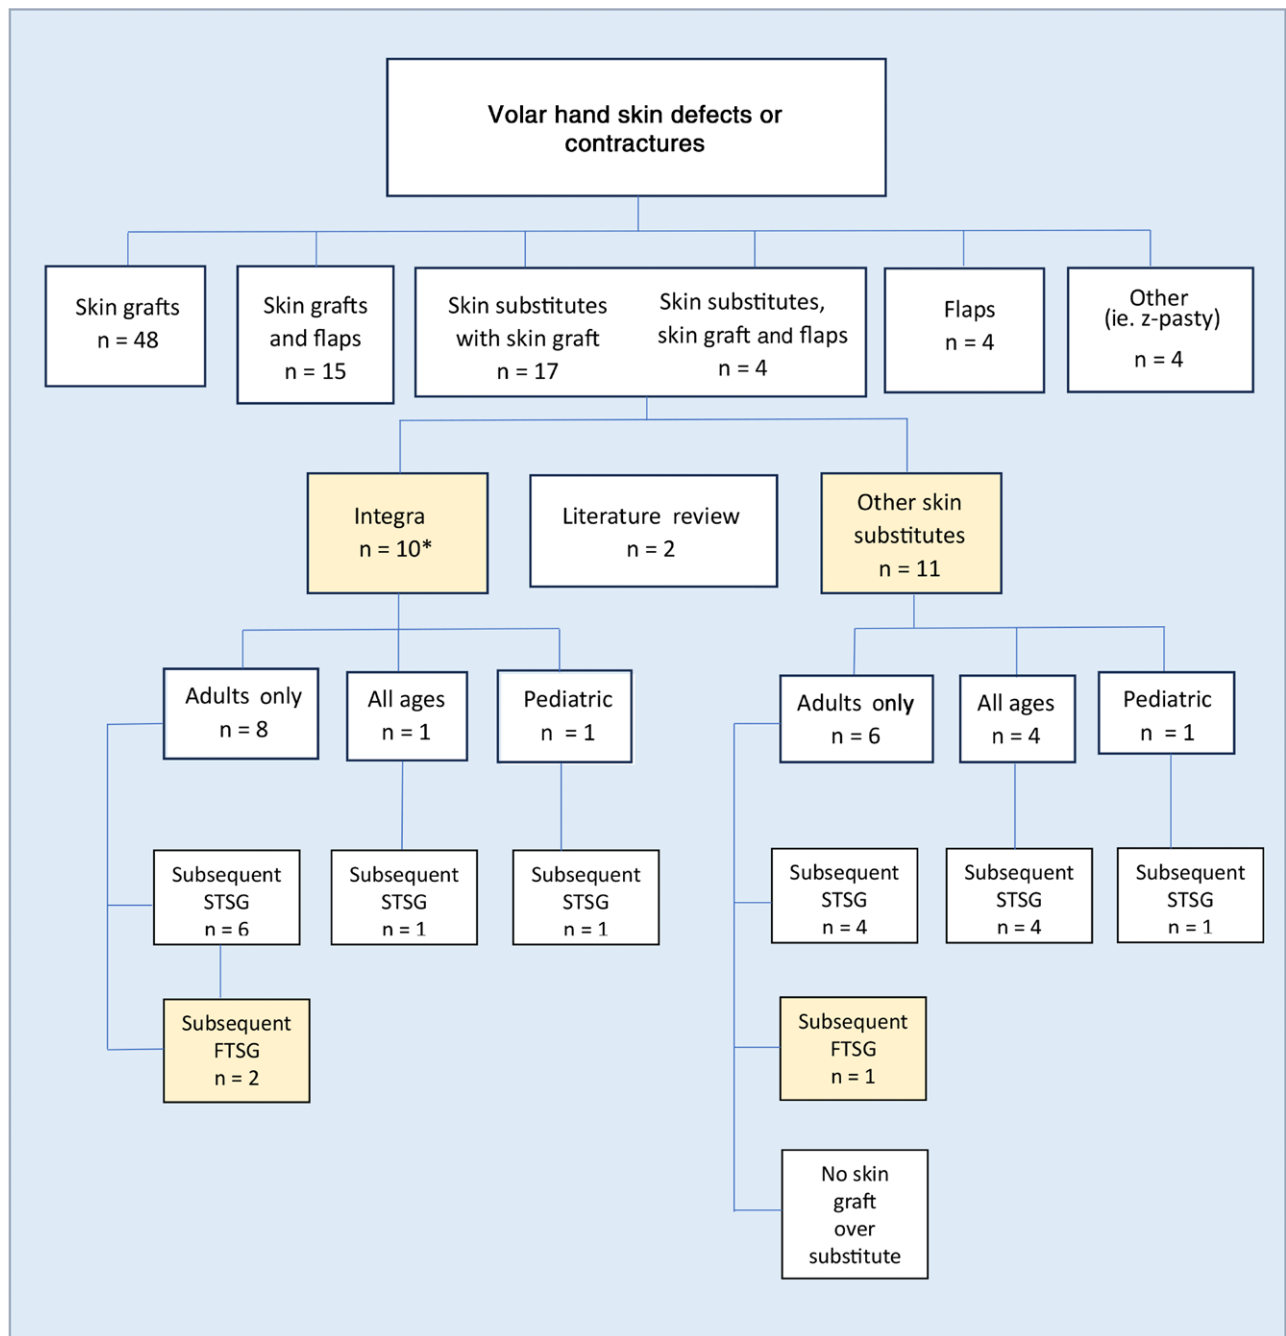 Volar hand skin defects or
contractures
Skin grafts
n = 48
Skin grafts
and flaps
n = 15
Skin substitutes
with skin graft
n = 17
Skin substitutes,
skin graft and flaps
n = 4
Flaps
n = 4
Other
(ie. z-pasty)
n = 4
Integra
n = 10*
Literature review
n = 2
Other skin
substitutes
n = 11
Adults only
n = 8
All ages
n = 1
Pediatric
n = 1
Adults only
n = 6
All ages
n = 4
Pediatric
n = 1
Subsequent
STSG
n = 6
Subsequent
STSG
n = 1
Subsequent
STSG
n = 1
Subsequent
STSG
n = 4
Subsequent
STSG
n = 4
Subsequent
STSG
n = 1
Subsequent
FTSG
n = 2
Subsequent
FTSG
n = 1
No skin
graft
over
substitute